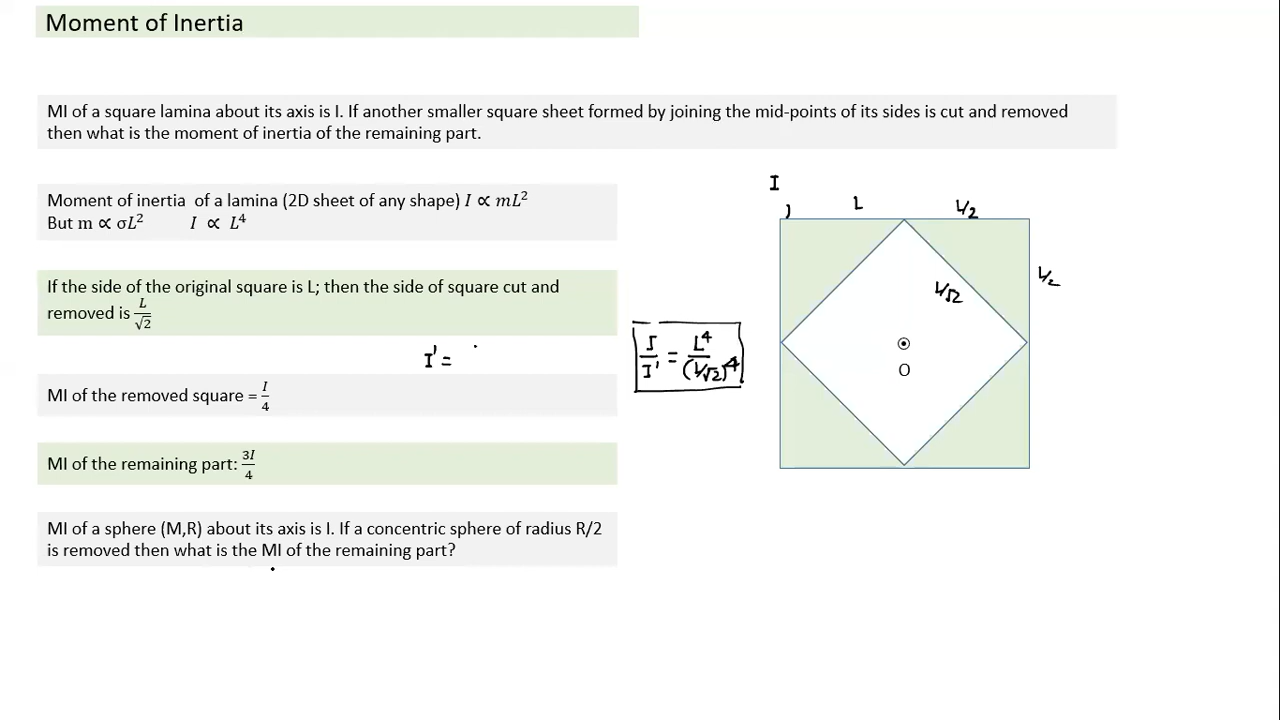 Moment of Inertia
MI of a square lamina about its axis is I. If another smaller square sheet formed by joining the mid-points of its sides is cut and removed
then what is the moment of inertia of the remaining part.
Moment of inertia of a lamina (2D sheet of any shape) I ∝ mL²
But m ∝ σL² I ∝ L⁴
If the side of the original square is L; then the side of square cut and
removed is L/√2
I' =
MI of the removed square = I/4
MI of the remaining part: 3I/4
MI of a sphere (M,R) about its axis is I. If a concentric sphere of radius R/2
is removed then what is the MI of the remaining part?
I/I' = L⁴/(L/√2)⁴
I
L L/2
L/2
L/√2
O